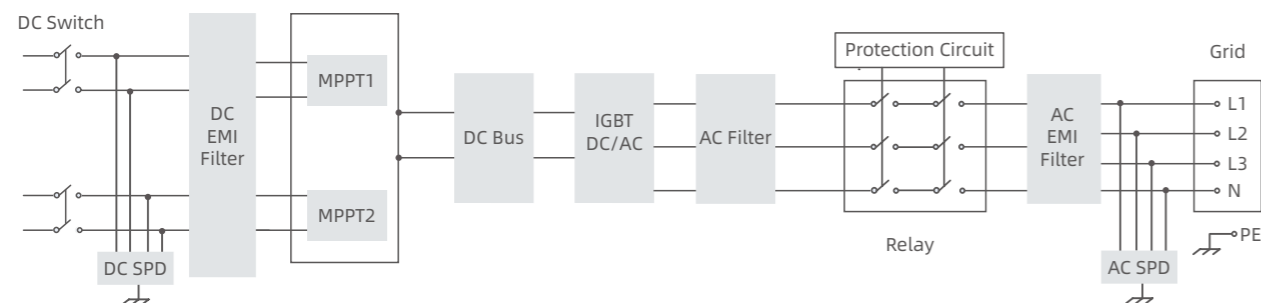 DC Switch
DC
EMI
Filter
DC SPD
MPPT1
MPPT2
DC Bus
IGBT
DC/AC
AC Filter
Protection Circuit
Relay
AC
EMI
Filter
Grid
L1
L2
L3
N
PE
AC SPD